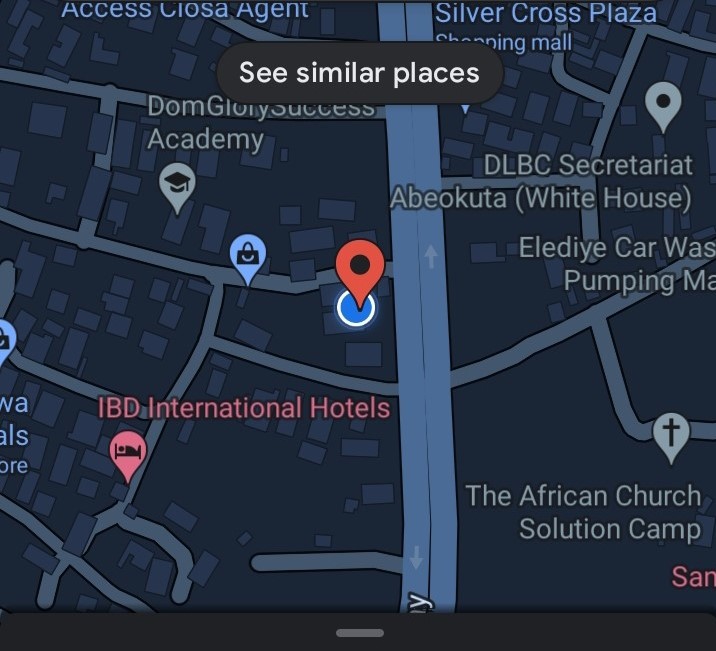 Access Closa Agent
Silver Cross Plaza
Shopping mall
See similar places
DomGlorySuccess
Academy
DLBC Secretariat
Abeokuta (White House)
Elediye Car Was
Pumping Ma
wa
als
ore
IBD International Hotels
The African Church
Solution Camp
San
ay